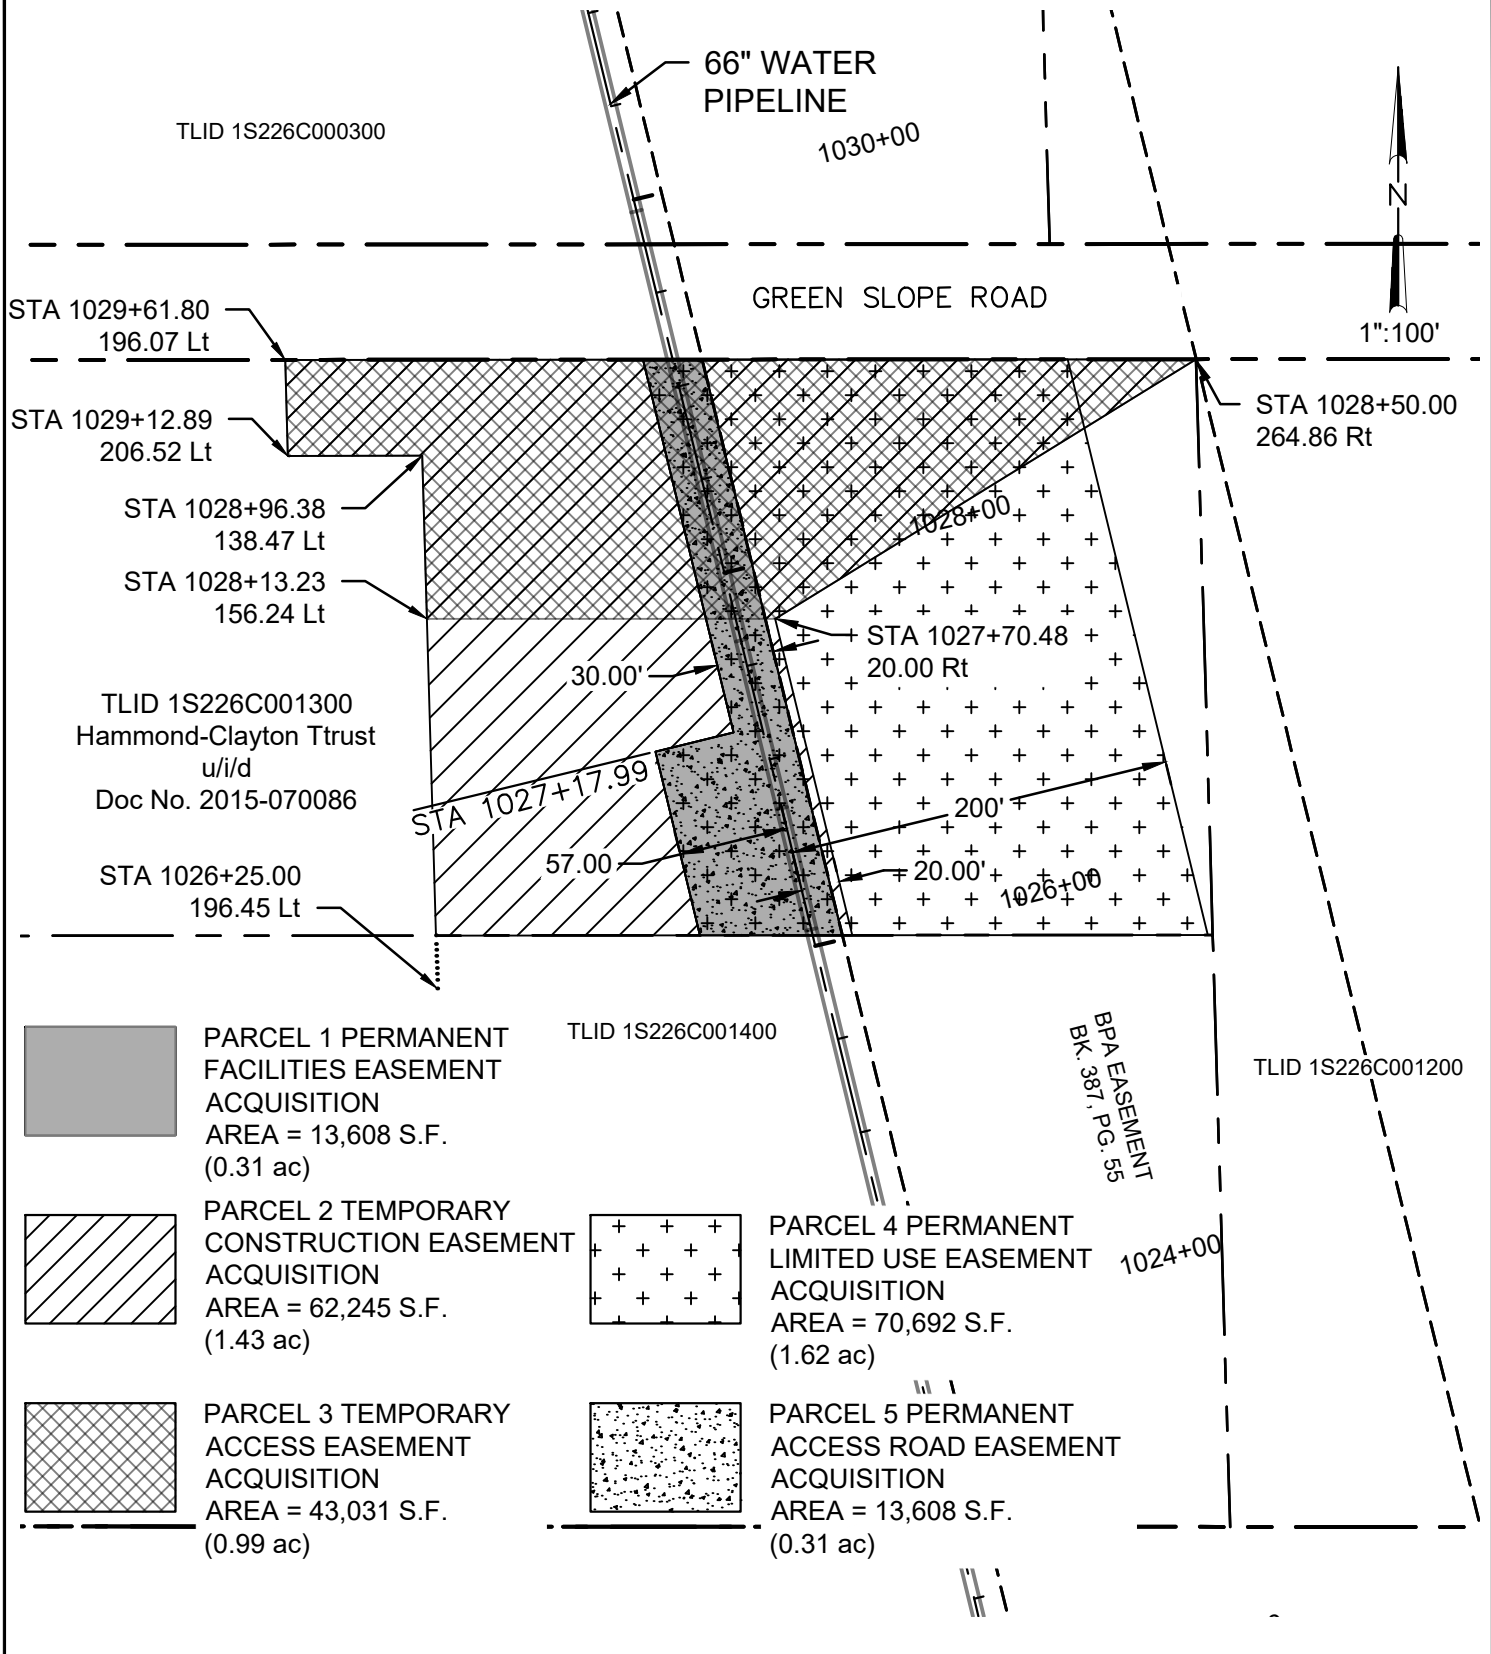 66" WATER
PIPELINE
TLID 1S226C000300
1030+00
N
GREEN SLOPE ROAD
1":100'
STA 1029+61.80
196.07 Lt
STA 1029+12.89
206.52 Lt
STA 1028+50.00
264.86 Rt
STA 1028+96.38
138.47 Lt
1028+00
STA 1028+13.23
156.24 Lt
STA 1027+70.48
20.00 Rt
30.00'
TLID 1S226C001300
Hammond-Clayton Ttrust
u/i/d
Doc No. 2015-070086
STA 1027+17.99
200'
57.00
20.00'
1026+00
STA 1026+25.00
196.45 Lt
TLID 1S226C001400
BPA EASEMENT
BK. 387, PG. 55
TLID 1S226C001200
PARCEL 1 PERMANENT
FACILITIES EASEMENT
ACQUISITION
AREA = 13,608 S.F.
(0.31 ac)
PARCEL 2 TEMPORARY
CONSTRUCTION EASEMENT
ACQUISITION
AREA = 62,245 S.F.
(1.43 ac)
PARCEL 4 PERMANENT
LIMITED USE EASEMENT
ACQUISITION
AREA = 70,692 S.F.
(1.62 ac)
1024+00
PARCEL 3 TEMPORARY
ACCESS EASEMENT
ACQUISITION
AREA = 43,031 S.F.
(0.99 ac)
PARCEL 5 PERMANENT
ACCESS ROAD EASEMENT
ACQUISITION
AREA = 13,608 S.F.
(0.31 ac)